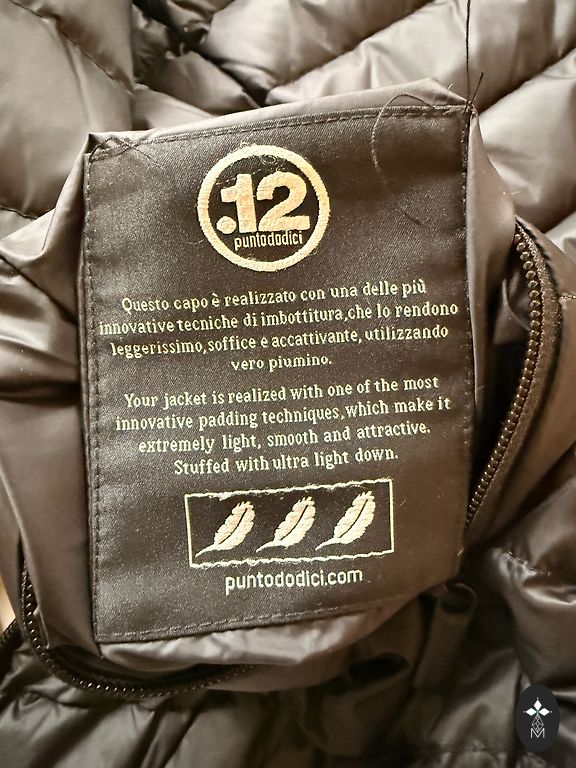 .12
puntododici
Questo capo è realizzato con una delle più
innovative tecniche di imbottitura,che lo rendono
leggerissimo,soffice e accattivante, utilizzando
vero piumino.
Your jacket is realized with one of the most
innovative padding techniques,which make it
extremely light, smooth and attractive.
Stuffed with ultra light down.
puntododici.com
M